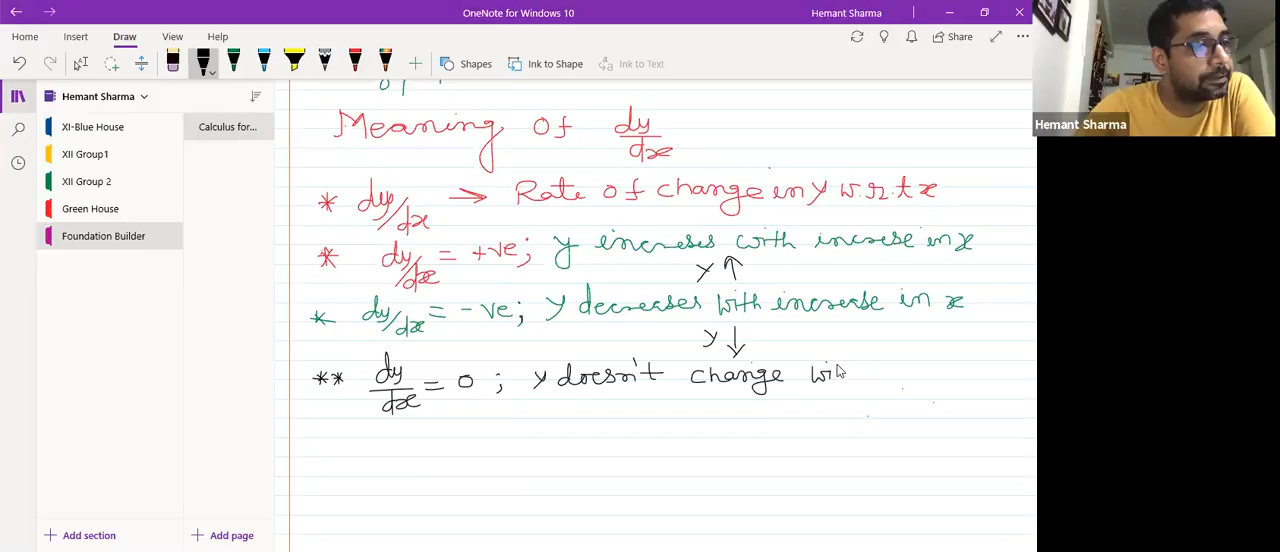 OneNote for Windows 10
Hemant Sharma
Home Insert Draw View Help
Share
Shapes
Ink to Shape
Ink to Text
Hemant Sharma
XI-Blue House
XII Group1
XII Group 2
Green House
Foundation Builder
Calculus for...
Meaning of dy/dx
* dy/dx → Rate of change in y w.r.t x
* dy/dx = +ve; y increses with increse in x
y ↑
* dy/dx = -ve; y decreases with increase in x
y ↓
** dy/dx = 0 ; y doesn't change wi
Add section
Add page
Hemant Sharma